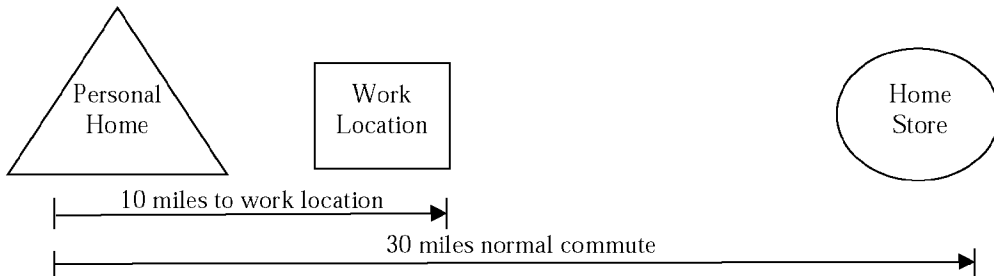 Personal
Home
Work
Location
Home
Store
10 miles to work location
30 miles normal commute